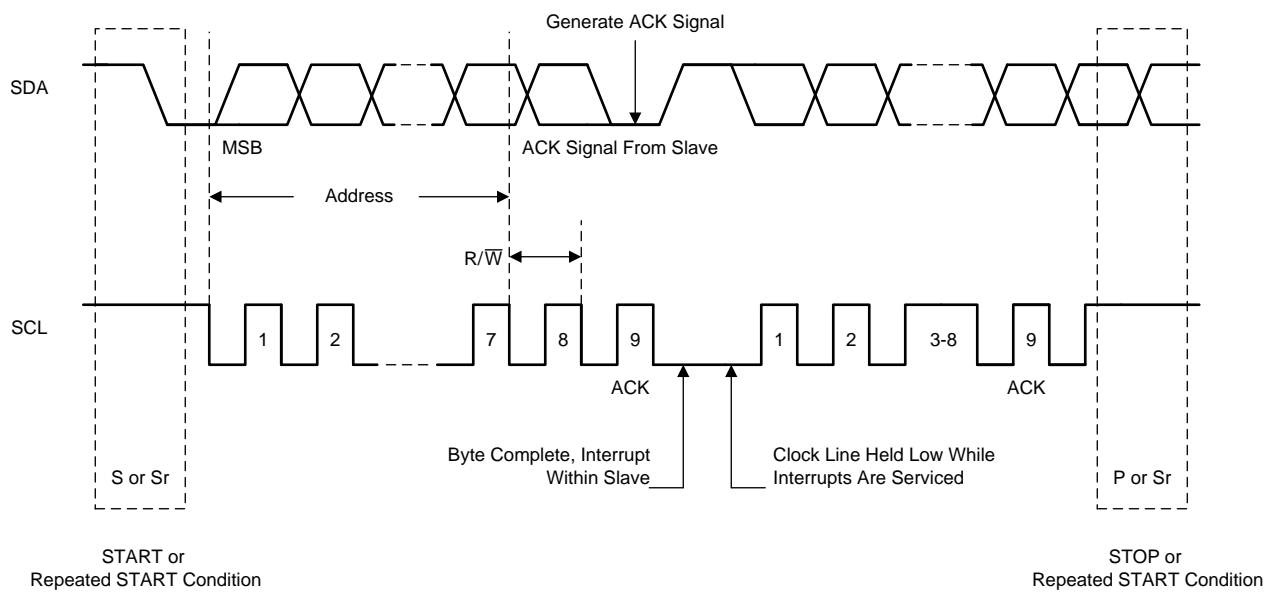 Generate ACK Signal
SDA
MSB
ACK Signal From Slave
Address
R/W̅
SCL
1
2
7
8
9
1
2
3-8
9
ACK
ACK
Byte Complete, Interrupt
Within Slave
Clock Line Held Low While
Interrupts Are Serviced
S or Sr
P or Sr
START or
Repeated START Condition
STOP or
Repeated START Condition